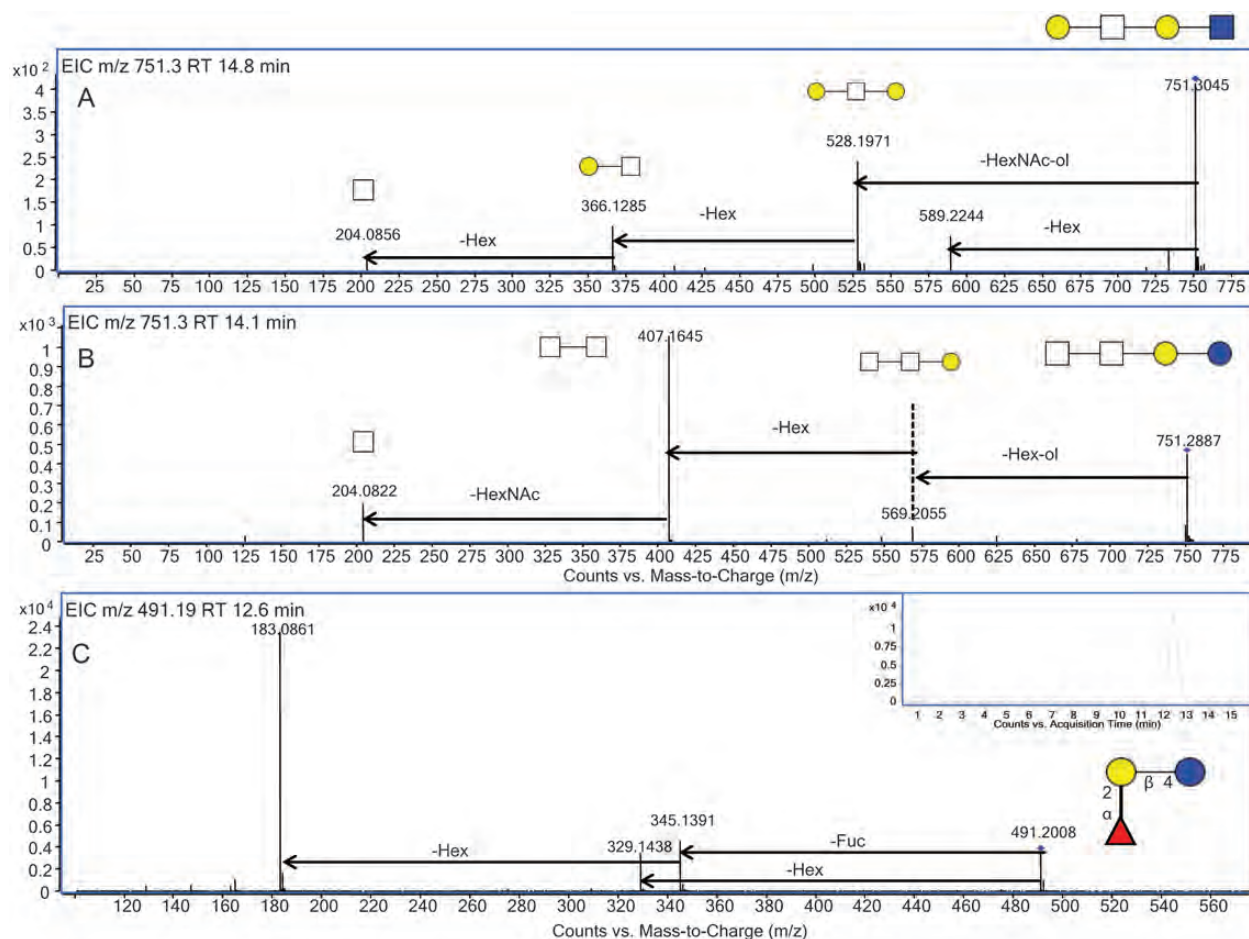 EIC m/z 751.3 RT 14.8 min
x10 2
A
4
3.5
3
2.5
2
1.5
1
0.5
0
751.3045
528.1971
-HexNAc-ol
589.2244
366.1285
-Hex
-Hex
204.0856
-Hex
25 50 75 100 125 150 175 200 225 250 275 300 325 350 375 400 425 450 475 500 525 550 575 600 625 650 675 700 725 750 775
EIC m/z 751.3 RT 14.1 min
x10 3
B
1
0.9
0.8
0.7
0.6
0.5
0.4
0.3
0.2
0.1
0
407.1645
-Hex
751.2887
-Hex-ol
204.0822
-HexNAc
569.2055
25 50 75 100 125 150 175 200 225 250 275 300 325 350 375 400 425 450 475 500 525 550 575 600 625 650 675 700 725 750 775
Counts vs. Mass-to-Charge (m/z)
EIC m/z 491.19 RT 12.6 min
x10 4
C
2.4
2.2
2
1.8
1.6
1.4
1.2
1
0.8
0.6
0.4
0.2
0
183.0861
x10 4
1
0.75
0.5
0.25
0
1 2 3 4 5 6 7 8 9 10 11 12 13 14 15
Counts vs. Acquisition Time (min)
β 4
2
α
345.1391
491.2008
-Fuc
-Hex
329.1438
-Hex
120 140 160 180 200 220 240 260 280 300 320 340 360 380 400 420 440 460 480 500 520 540 560
Counts vs. Mass-to-Charge (m/z)